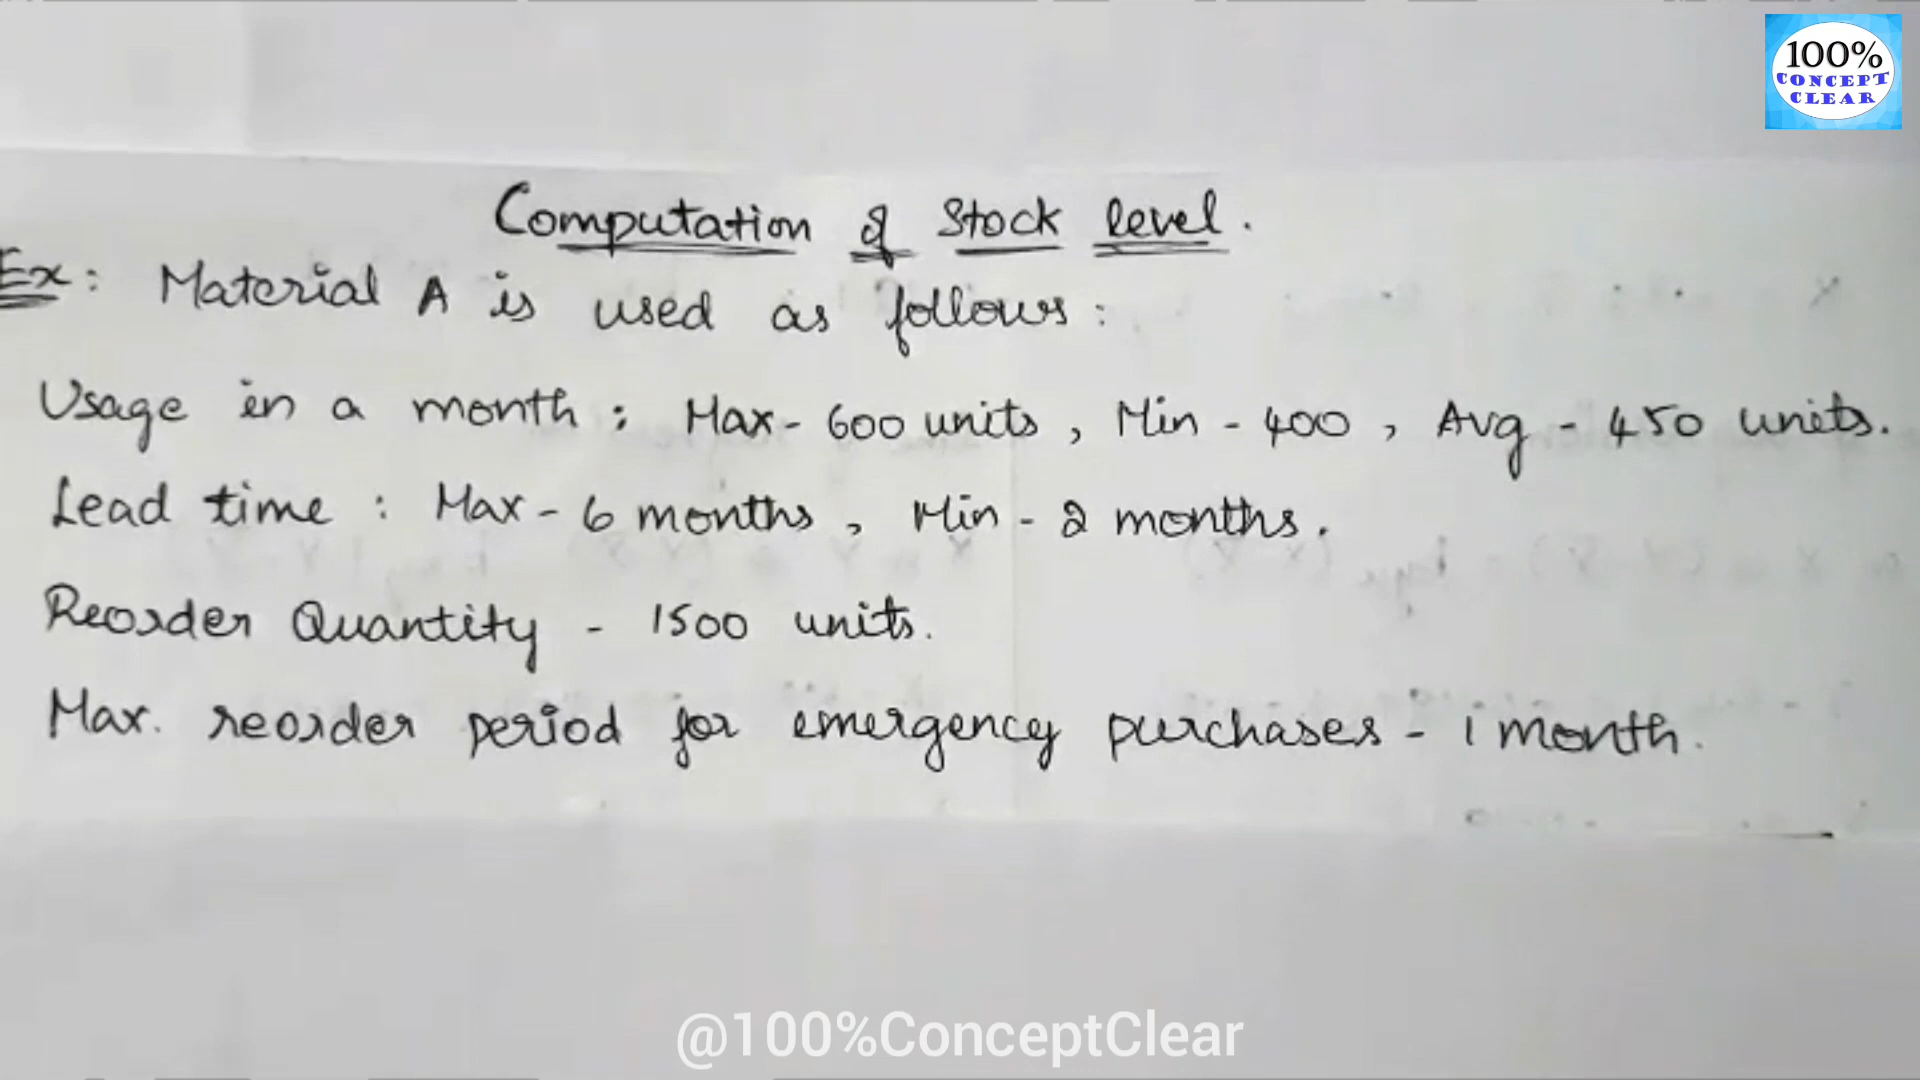 100%
CONCEPT
CLEAR
Computation of Stock level.
Ex: Material A is used as follows:
Usage in a month: Max- 600 units, Min - 400, Avg - 450 units.
Lead time: Max- 6 months, Min - 2 months.
Reorder Quantity - 1500 units.
Max. reorder period for emergency purchases - 1 month.
@100%ConceptClear